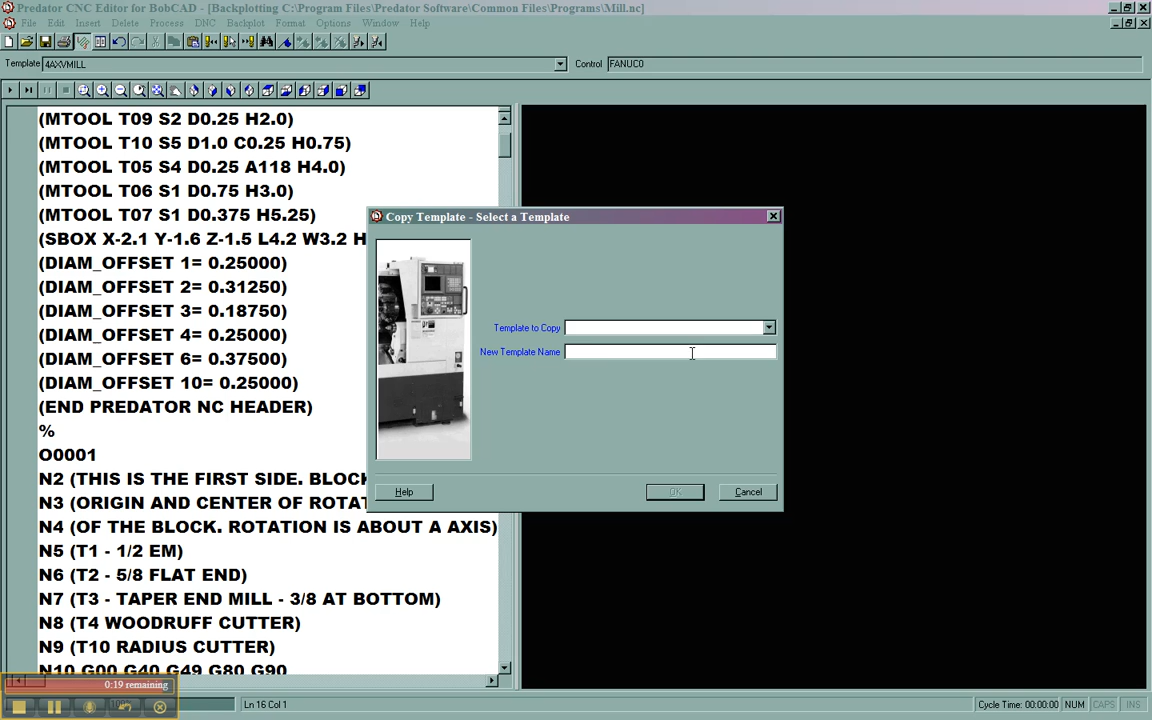 Predator CNC Editor for BobCAD - [Backplotting C:\Program Files\Predator Software\Common Files\Programs\Mill.nc]
File Edit Insert Delete Process DNC Backplot Format Options Window Help
Template 4AXVMILL Control FANUC0
(MTOOL T09 S2 D0.25 H2.0)
(MTOOL T10 S5 D1.0 C0.25 H0.75)
(MTOOL T05 S4 D0.25 A118 H4.0)
(MTOOL T06 S1 D0.75 H3.0)
(MTOOL T07 S1 D0.375 H5.25)
(SBOX X-2.1 Y-1.6 Z-1.5 L4.2 W3.2 H
(DIAM_OFFSET 1= 0.25000)
(DIAM_OFFSET 2= 0.31250)
(DIAM_OFFSET 3= 0.18750)
(DIAM_OFFSET 4= 0.25000)
(DIAM_OFFSET 6= 0.37500)
(DIAM_OFFSET 10= 0.25000)
(END PREDATOR NC HEADER)
%
O0001
N2 (THIS IS THE FIRST SIDE. BLOCK
N3 (ORIGIN AND CENTER OF ROTAT
N4 (OF THE BLOCK. ROTATION IS ABOUT A AXIS)
N5 (T1 - 1/2 EM)
N6 (T2 - 5/8 FLAT END)
N7 (T3 - TAPER END MILL - 3/8 AT BOTTOM)
N8 (T4 WOODRUFF CUTTER)
N9 (T10 RADIUS CUTTER)
N10 G00 G40 G49 G80 G90
Copy Template - Select a Template
Template to Copy
New Template Name
Help OK Cancel
0:19 remaining
Ln 16 Col 1
Cycle Time: 00:00:00 NUM CAPS INS